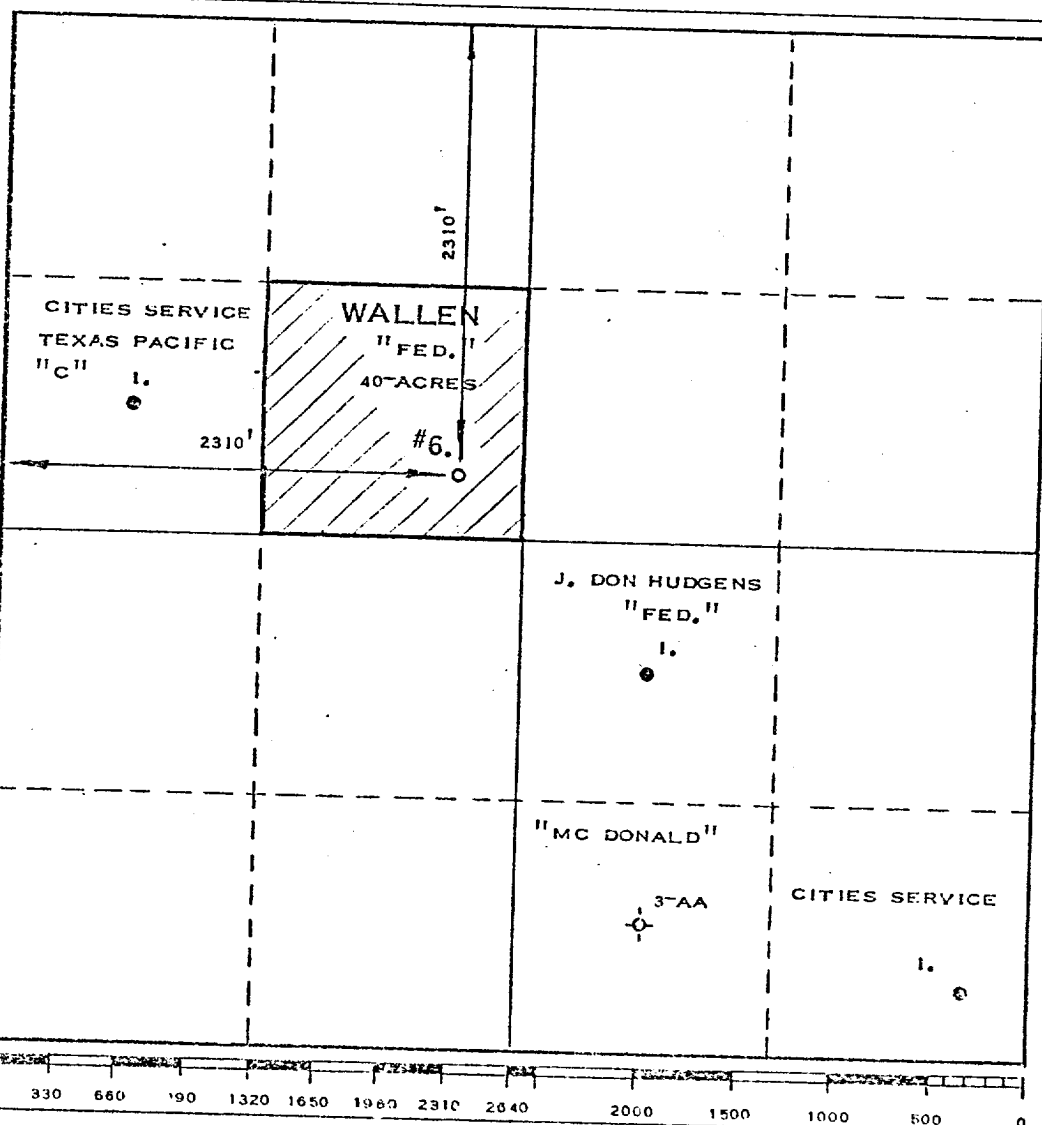 2310'
CITIES SERVICE
TEXAS PACIFIC
"C"
1.
WALLEN
"FED."
40-ACRES
2310'
#6.
J. DON HUDGENS
"FED."
1.
"MC DONALD"
3-AA
CITIES SERVICE
1.
330 660 990 1320 1650 1980 2310 2640 2000 1500 1000 500 0